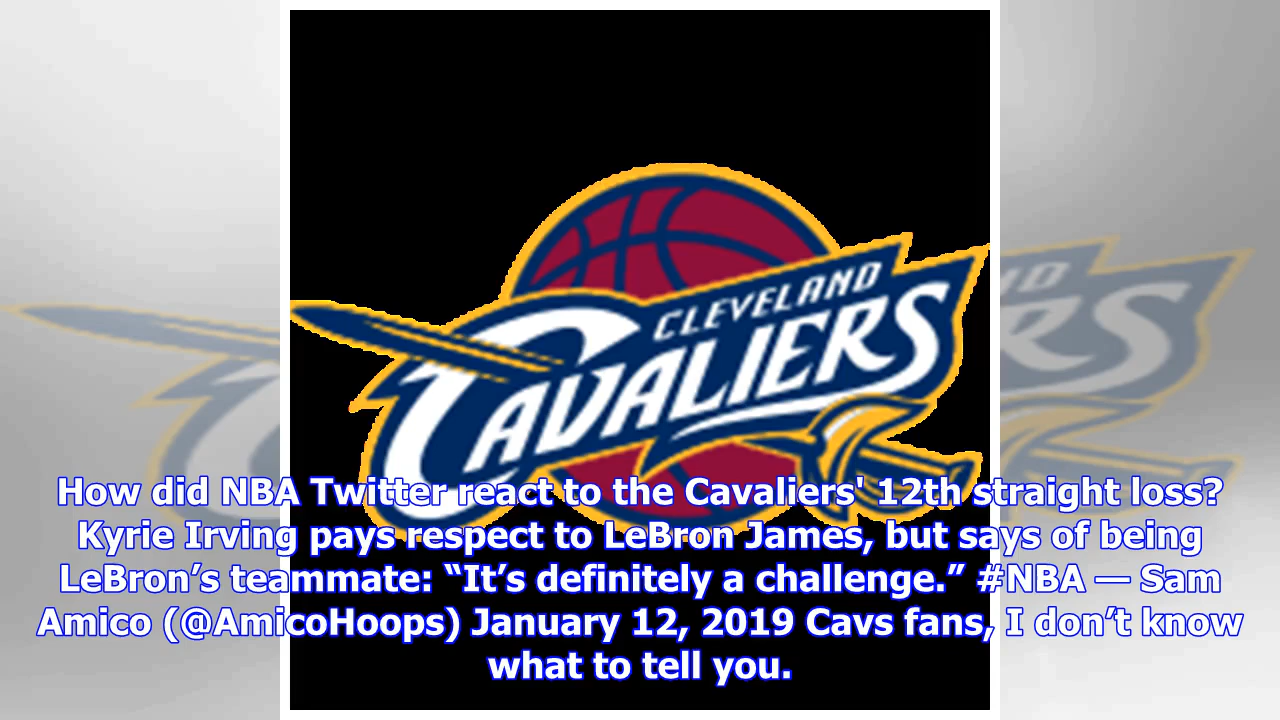 CLEVELAND
CAVALIERS
How did NBA Twitter react to the Cavaliers' 12th straight loss?
Kyrie Irving pays respect to LeBron James, but says of being
LeBron’s teammate: “It’s definitely a challenge.” #NBA — Sam
Amico (@AmicoHoops) January 12, 2019 Cavs fans, I don’t know
what to tell you.